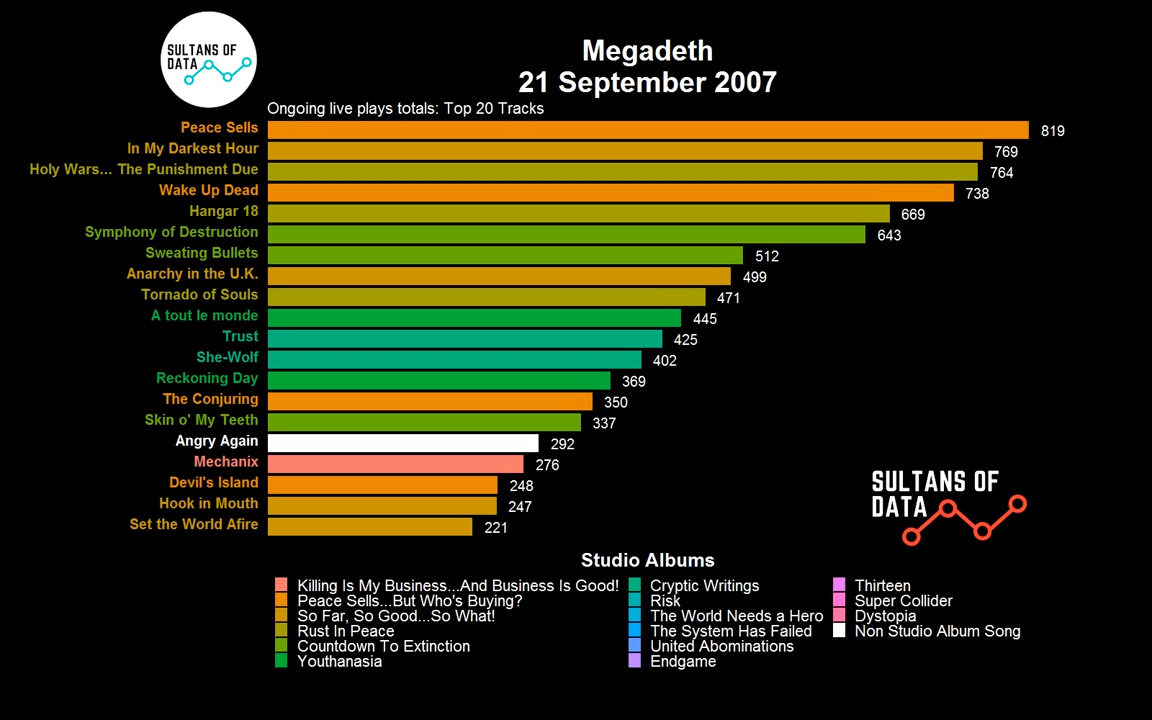 SULTANS OF
DATA
Megadeth
21 September 2007
Ongoing live plays totals: Top 20 Tracks
Peace Sells 819
In My Darkest Hour 769
Holy Wars... The Punishment Due 764
Wake Up Dead 738
Hangar 18 669
Symphony of Destruction 643
Sweating Bullets 512
Anarchy in the U.K. 499
Tornado of Souls 471
A tout le monde 445
Trust 425
She-Wolf 402
Reckoning Day 369
The Conjuring 350
Skin o' My Teeth 337
Angry Again 292
Mechanix 276
Devil's Island 248
Hook in Mouth 247
Set the World Afire 221
SULTANS OF
DATA
Studio Albums
Killing Is My Business...And Business Is Good!
Peace Sells...But Who's Buying?
So Far, So Good...So What!
Rust In Peace
Countdown To Extinction
Youthanasia
Cryptic Writings
Risk
The World Needs a Hero
The System Has Failed
United Abominations
Endgame
Thirteen
Super Collider
Dystopia
Non Studio Album Song